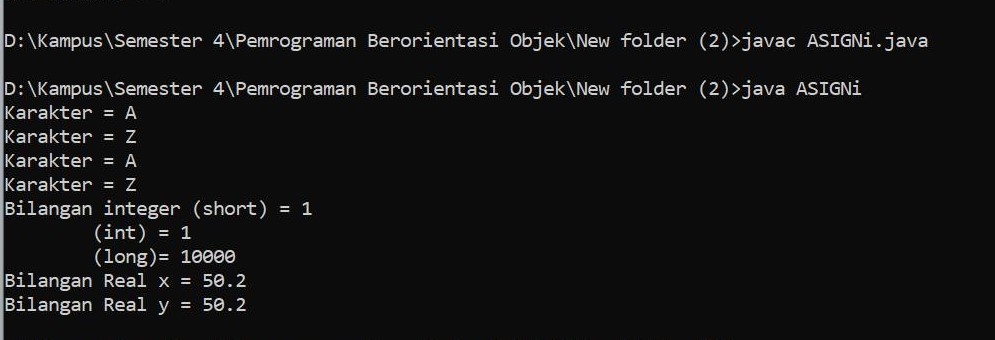 D:\Kampus\Semester 4\Pemrograman Berorientasi Objek\New folder (2)>javac ASIGNi.java
D:\Kampus\Semester 4\Pemrograman Berorientasi Objek\New folder (2)>java ASIGNi
Karakter = A
Karakter = Z
Karakter = A
Karakter = Z
Bilangan integer (short) = 1
        (int) = 1
        (long)= 10000
Bilangan Real x = 50.2
Bilangan Real y = 50.2